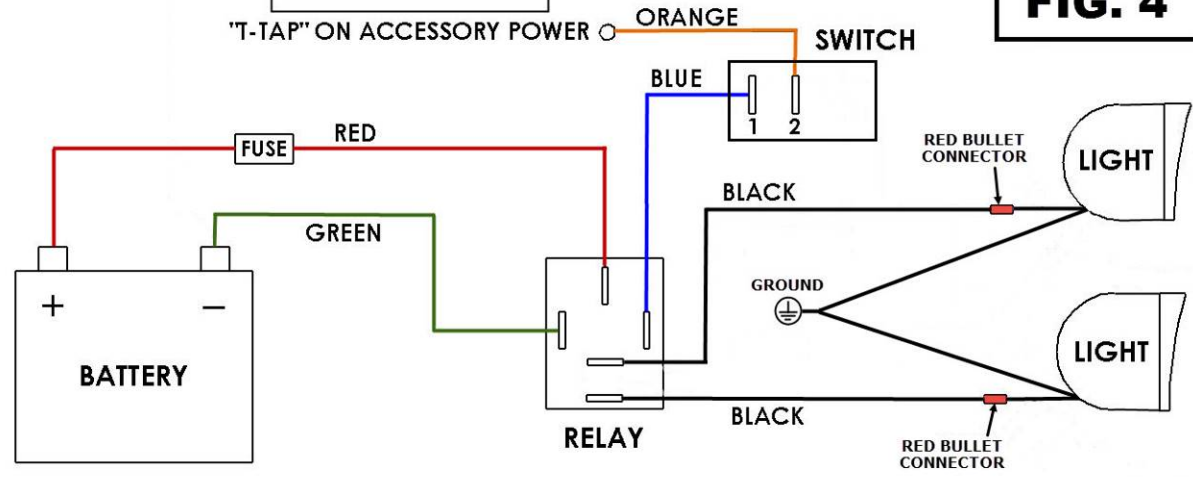 FIG. 4
"T-TAP" ON ACCESSORY POWER
ORANGE
SWITCH
BLUE
1 2
FUSE
RED
RED BULLET
CONNECTOR
LIGHT
BLACK
GREEN
GROUND
+ −
BATTERY
LIGHT
BLACK
RELAY
RED BULLET
CONNECTOR